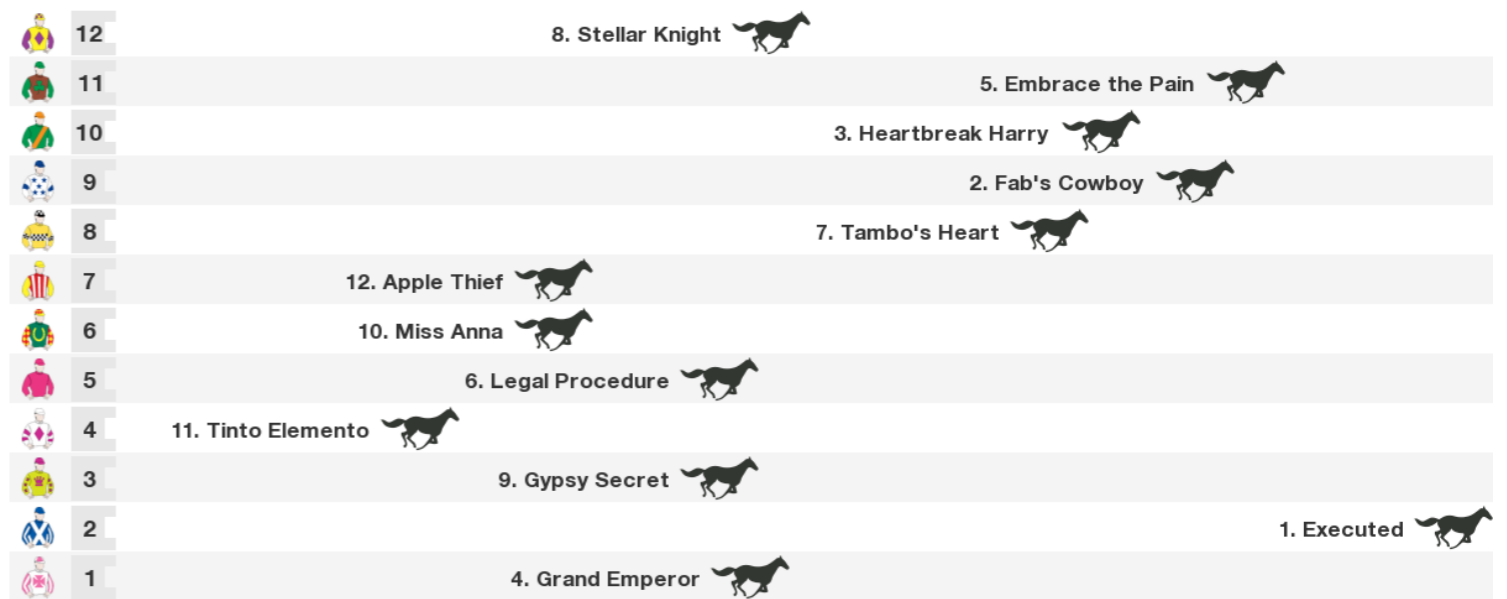 12 8. Stellar Knight
11 5. Embrace the Pain
10 3. Heartbreak Harry
9 2. Fab's Cowboy
8 7. Tambo's Heart
7 12. Apple Thief
6 10. Miss Anna
5 6. Legal Procedure
4 11. Tinto Elemento
3 9. Gypsy Secret
2 1. Executed
1 4. Grand Emperor